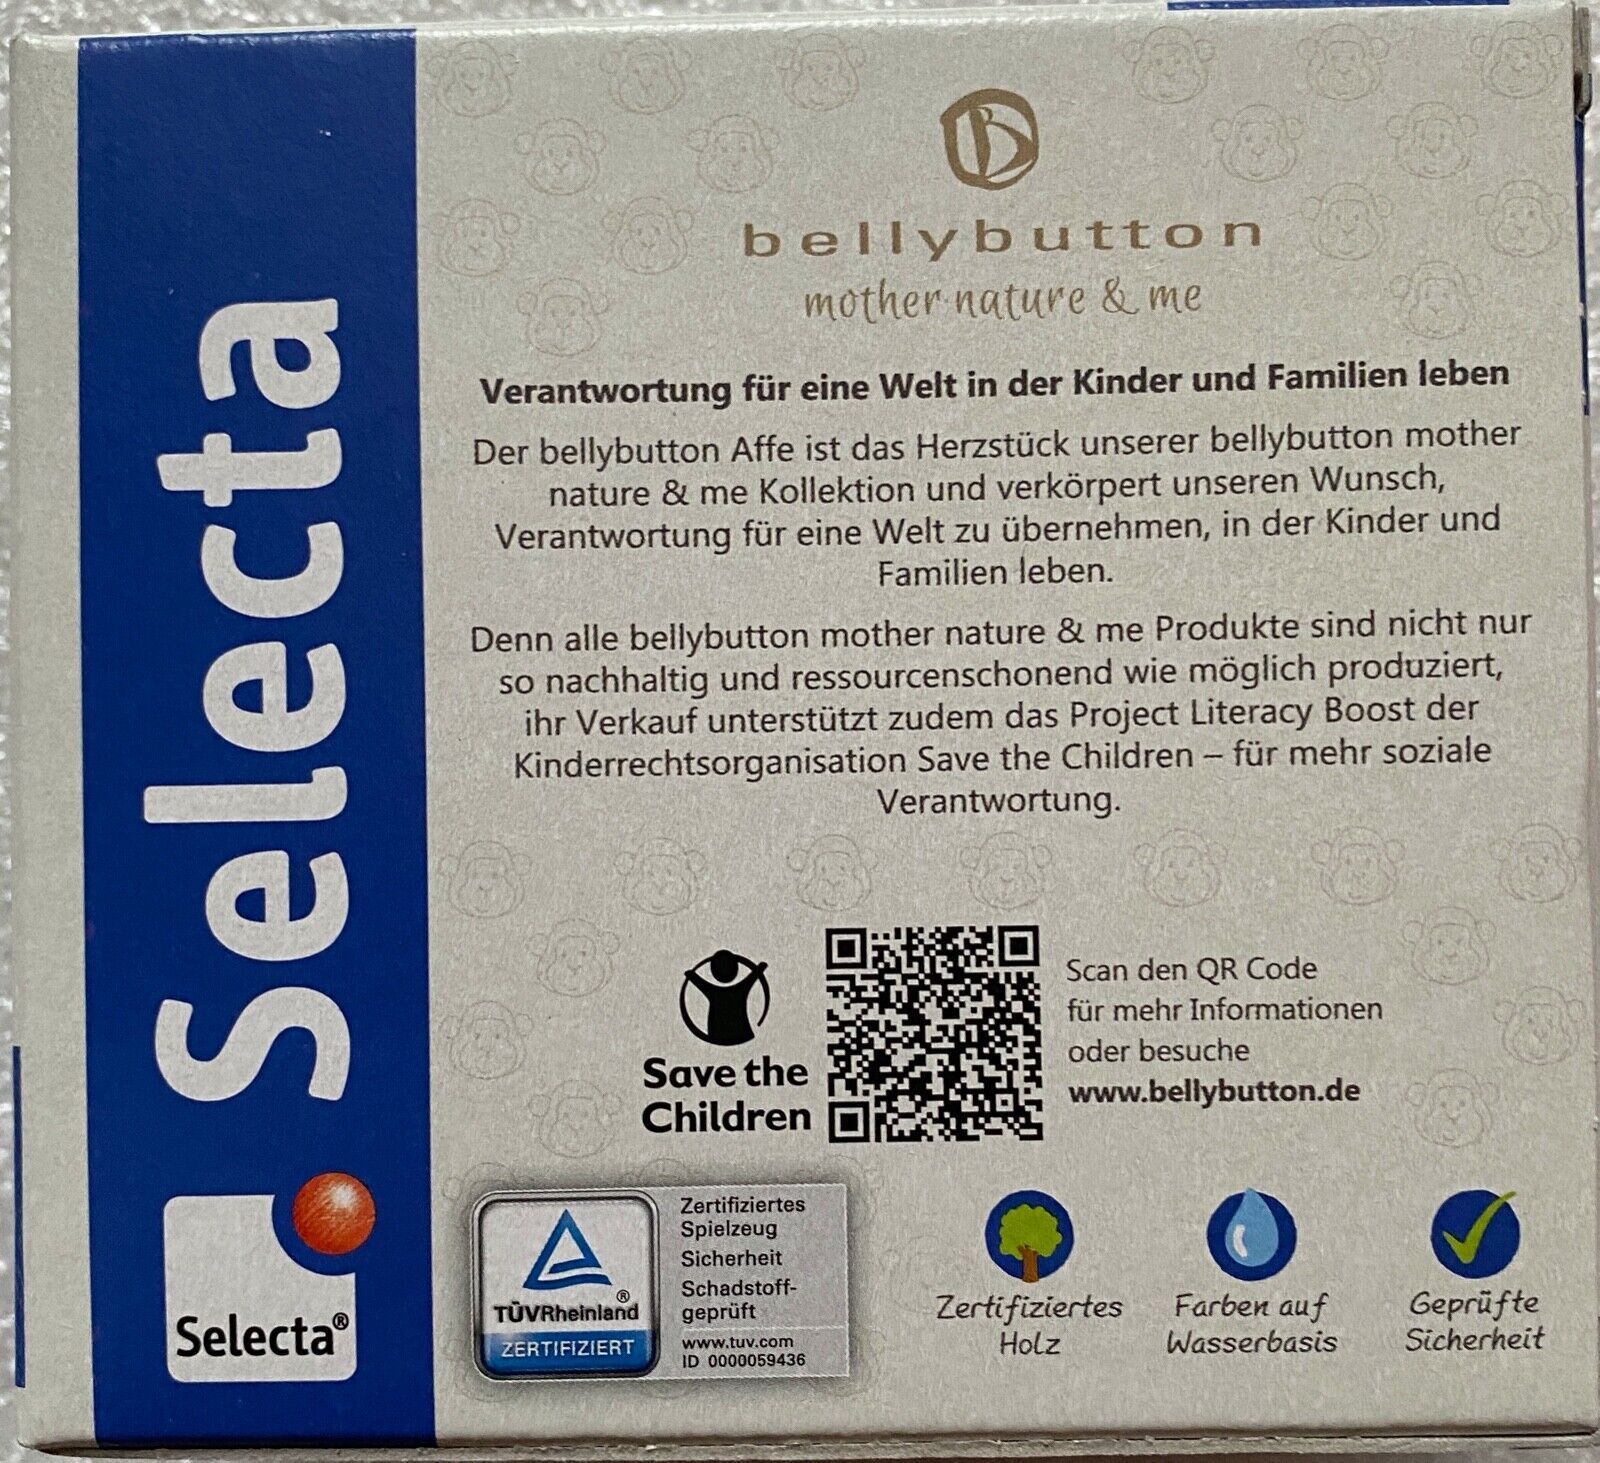 Selecta
Selecta®
B
bellybutton
mother nature & me
Verantwortung für eine Welt in der Kinder und Familien leben
Der bellybutton Affe ist das Herzstück unserer bellybutton mother
nature & me Kollektion und verkörpert unseren Wunsch,
Verantwortung für eine Welt zu übernehmen, in der Kinder und
Familien leben.
Denn alle bellybutton mother nature & me Produkte sind nicht nur
so nachhaltig und ressourcenschonend wie möglich produziert,
ihr Verkauf unterstützt zudem das Project Literacy Boost der
Kinderrechtsorganisation Save the Children – für mehr soziale
Verantwortung.
Save the
Children
Scan den QR Code
für mehr Informationen
oder besuche
www.bellybutton.de
®
TÜVRheinland
ZERTIFIZIERT
Zertifiziertes
Spielzeug
Sicherheit
Schadstoff-
geprüft
www.tuv.com
ID 0000059436
Zertifiziertes
Holz
Farben auf
Wasserbasis
Geprüfte
Sicherheit